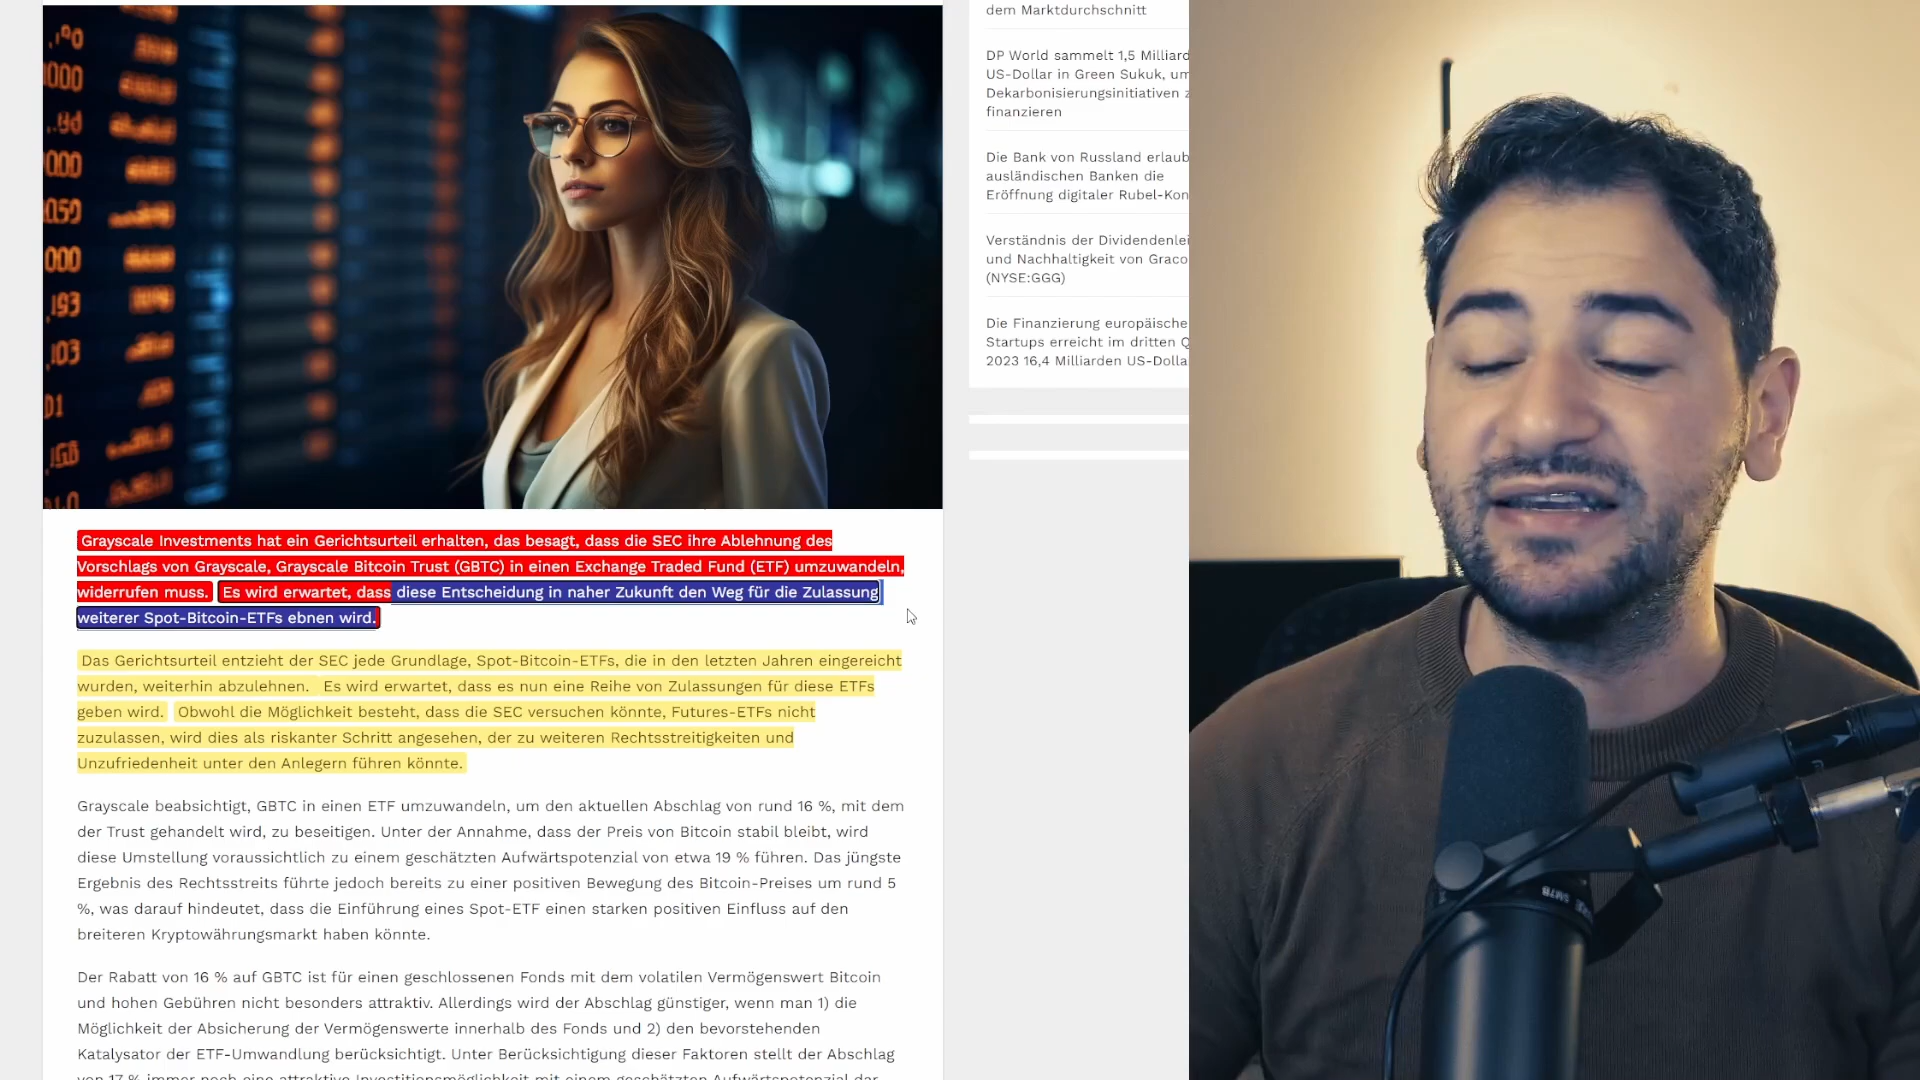 Grayscale Investments hat ein Gerichtsurteil erhalten, das besagt, dass die SEC ihre Ablehnung des
Vorschlags von Grayscale, Grayscale Bitcoin Trust (GBTC) in einen Exchange Traded Fund (ETF) umzuwandeln,
widerrufen muss. Es wird erwartet, dass diese Entscheidung in naher Zukunft den Weg für die Zulassung
weiterer Spot-Bitcoin-ETFs ebnen wird.
Das Gerichtsurteil entzieht der SEC jede Grundlage, Spot-Bitcoin-ETFs, die in den letzten Jahren eingereicht
wurden, weiterhin abzulehnen. Es wird erwartet, dass es nun eine Reihe von Zulassungen für diese ETFs
geben wird. Obwohl die Möglichkeit besteht, dass die SEC versuchen könnte, Futures-ETFs nicht
zuzulassen, wird dies als riskanter Schritt angesehen, der zu weiteren Rechtsstreitigkeiten und
Unzufriedenheit unter den Anlegern führen könnte.
Grayscale beabsichtigt, GBTC in einen ETF umzuwandeln, um den aktuellen Abschlag von rund 16 %, mit dem
der Trust gehandelt wird, zu beseitigen. Unter der Annahme, dass der Preis von Bitcoin stabil bleibt, wird
diese Umstellung voraussichtlich zu einem geschätzten Aufwärtspotenzial von etwa 19 % führen. Das jüngste
Ergebnis des Rechtsstreits führte jedoch bereits zu einer positiven Bewegung des Bitcoin-Preises um rund 5
%, was darauf hindeutet, dass die Einführung eines Spot-ETF einen starken positiven Einfluss auf den
breiteren Kryptowährungsmarkt haben könnte.
Der Rabatt von 16 % auf GBTC ist für einen geschlossenen Fonds mit dem volatilen Vermögenswert Bitcoin
und hohen Gebühren nicht besonders attraktiv. Allerdings wird der Abschlag günstiger, wenn man 1) die
Möglichkeit der Absicherung der Vermögenswerte innerhalb des Fonds und 2) den bevorstehenden
Katalysator der ETF-Umwandlung berücksichtigt. Unter Berücksichtigung dieser Faktoren stellt der Abschlag
von 17 % immer noch eine attraktive Investitionsmöglichkeit mit einem geschätzten Aufwärtspotenzial dar
dem Marktdurchschnitt
DP World sammelt 1,5 Milliard
US-Dollar in Green Sukuk, um
Dekarbonisierungsinitiativen z
finanzieren
Die Bank von Russland erlaub
ausländischen Banken die
Eröffnung digitaler Rubel-Kon
Verständnis der Dividendenlei
und Nachhaltigkeit von Graco
(NYSE:GGG)
Die Finanzierung europäische
Startups erreicht im dritten Q
2023 16,4 Milliarden US-Dolla